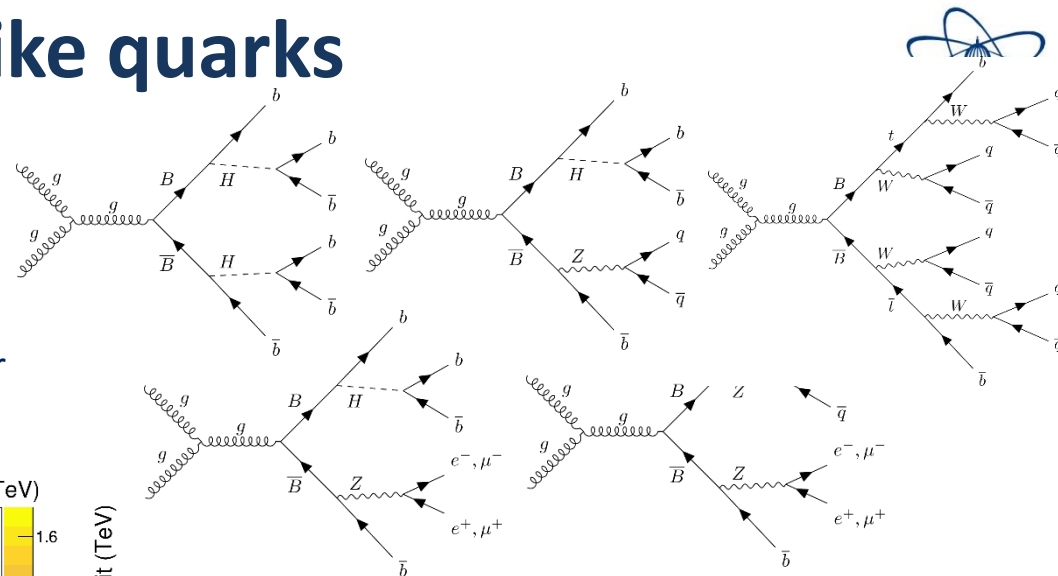 ike quarks
g
g
g
B
B̅
H
H
b
b
b̅
b
b̅
b̅
g
g
g
B
B̅
H
Z
b
b
b̅
q
q̅
b̅
g
g
g
B
B̅
t
W
W
W
W
b
q
q̅
q
q̅
b̅
g
g
g
B
B̅
H
Z
b
b
b̅
e⁻, μ⁻
e⁺, μ⁺
b̅
g
g
g
B
B̅
Z
Z
q̅
e⁻, μ⁻
e⁺, μ⁺
b̅
TeV)
1.6
it (TeV)